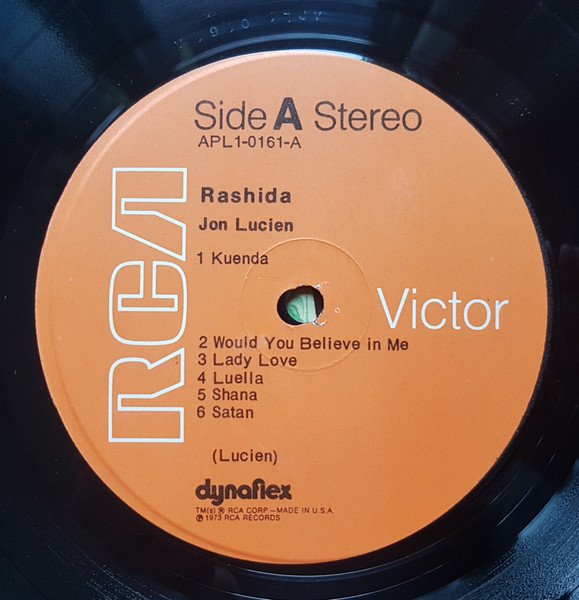 Side A Stereo
APL1-0161-A
RCA
Rashida
Jon Lucien
1 Kuenda
Victor
2 Would You Believe in Me
3 Lady Love
4 Luella
5 Shana
6 Satan
(Lucien)
dynaflex
TM(s) ® RCA CORP.—MADE IN U.S.A.
℗ 1973 RCA RECORDS